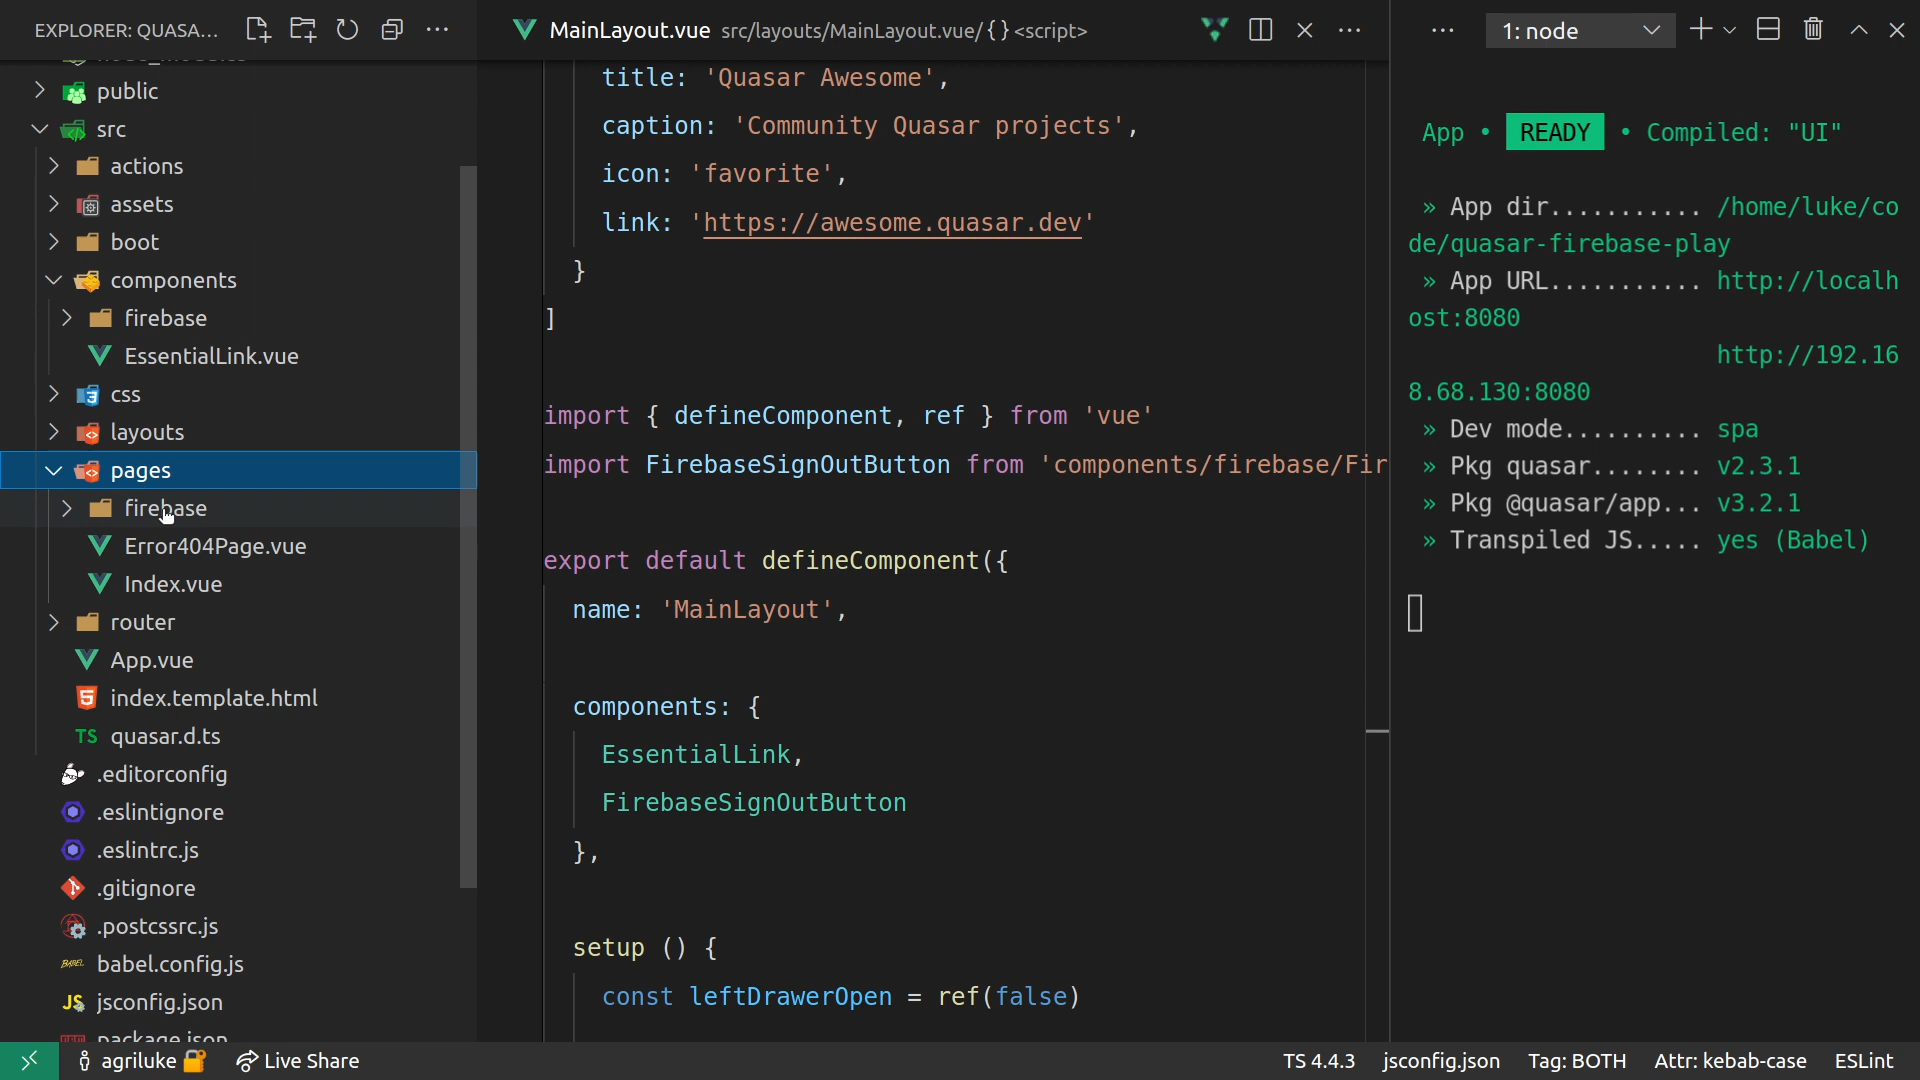 EXPLORER: QUASA...
public
src
actions
assets
boot
components
firebase
EssentialLink.vue
css
layouts
pages
firebase
Error404Page.vue
Index.vue
router
App.vue
index.template.html
TS quasar.d.ts
.editorconfig
.eslintignore
.eslintrc.js
.gitignore
.postcssrc.js
BABEL babel.config.js
JS jsconfig.json
package.json
MainLayout.vue src/layouts/MainLayout.vue/{}<script>
title: 'Quasar Awesome',
caption: 'Community Quasar projects',
icon: 'favorite',
link: 'https://awesome.quasar.dev'
}
]
import { defineComponent, ref } from 'vue'
import FirebaseSignOutButton from 'components/firebase/Fir
export default defineComponent({
name: 'MainLayout',
components: {
EssentialLink,
FirebaseSignOutButton
},
setup () {
const leftDrawerOpen = ref(false)
1: node
App • READY • Compiled: "UI"
» App dir........... /home/luke/co
de/quasar-firebase-play
» App URL........... http://localh
ost:8080
http://192.16
8.68.130:8080
» Dev mode.......... spa
» Pkg quasar........ v2.3.1
» Pkg @quasar/app... v3.2.1
» Transpiled JS..... yes (Babel)
agriluke
Live Share
TS 4.4.3
jsconfig.json
Tag: BOTH
Attr: kebab-case
ESLint